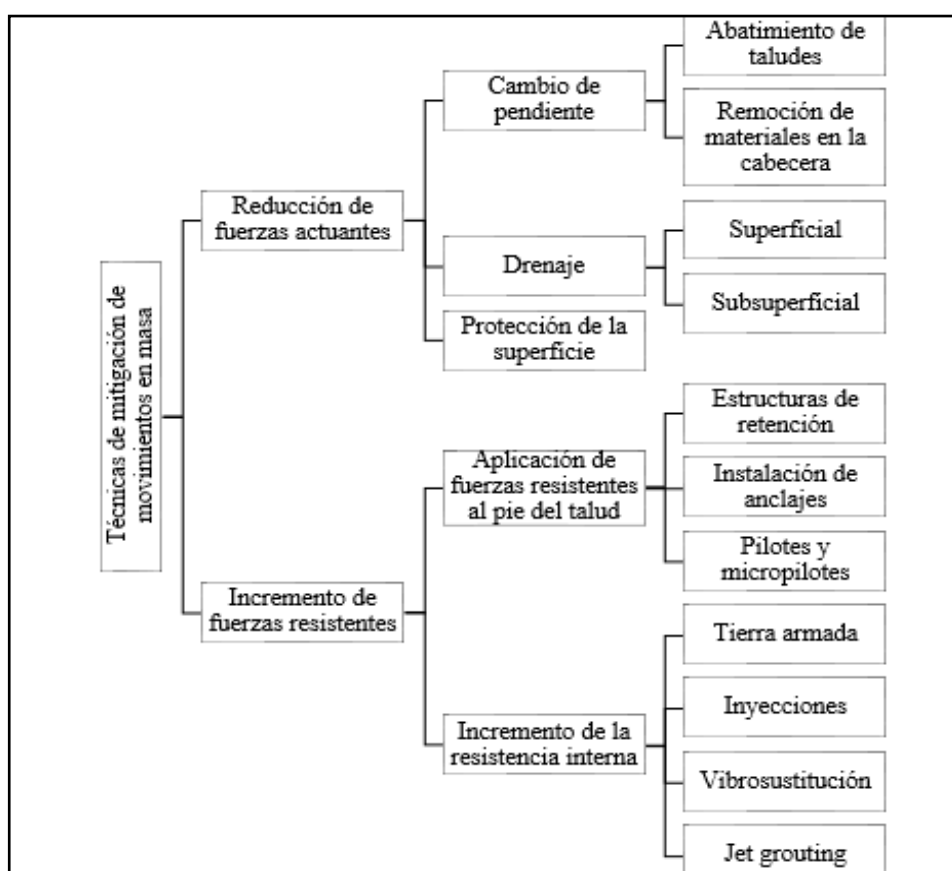 Técnicas de mitigación de
movimientos en masa
Reducción de
fuerzas actuantes
Cambio de
pendiente
Abatimiento de
taludes
Remoción de
materiales en la
cabecera
Drenaje
Superficial
Subsuperficial
Protección de la
superficie
Incremento de
fuerzas resistentes
Aplicación de
fuerzas resistentes
al pie del talud
Estructuras de
retención
Instalación de
anclajes
Pilotes y
micropilotes
Incremento de la
resistencia interna
Tierra armada
Inyecciones
Vibrosustitución
Jet grouting